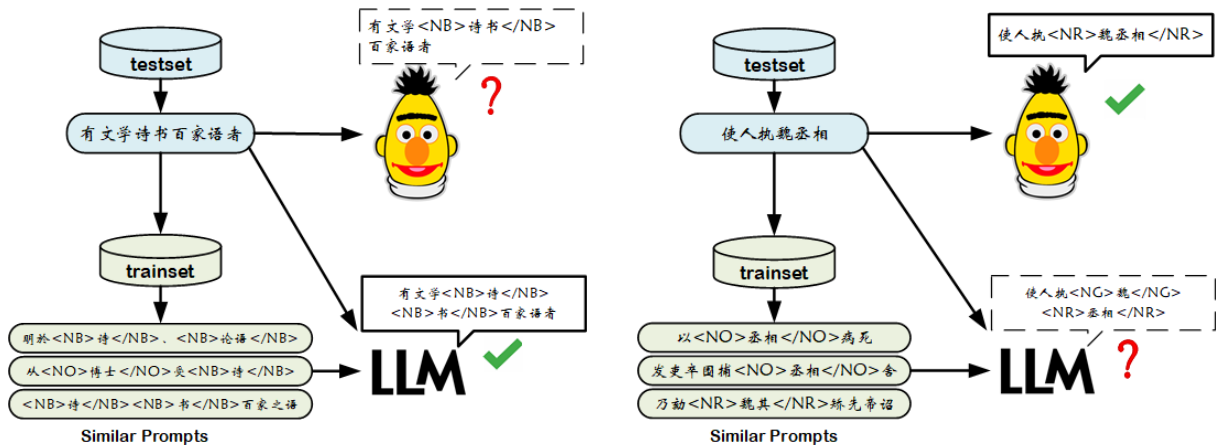 testset
有文学诗书百家语者
有文学<NB>诗书</NB>
百家语者
?
trainset
有文学<NB>诗</NB>
<NB>书</NB>百家语者
明於<NB>诗</NB>、<NB>论语</NB>
从<NO>博士</NO>受<NB>诗</NB>
<NB>诗</NB><NB>书</NB>百家之语
LLM
Similar Prompts
testset
使人执魏丞相
使人执<NR>魏丞相</NR>
trainset
使人执<NG>魏</NG>
<NR>丞相</NR>
以<NO>丞相</NO>病死
发吏卒围捕<NO>丞相</NO>舍
乃劾<NR>魏其</NR>矫先帝诏
LLM
?
Similar Prompts